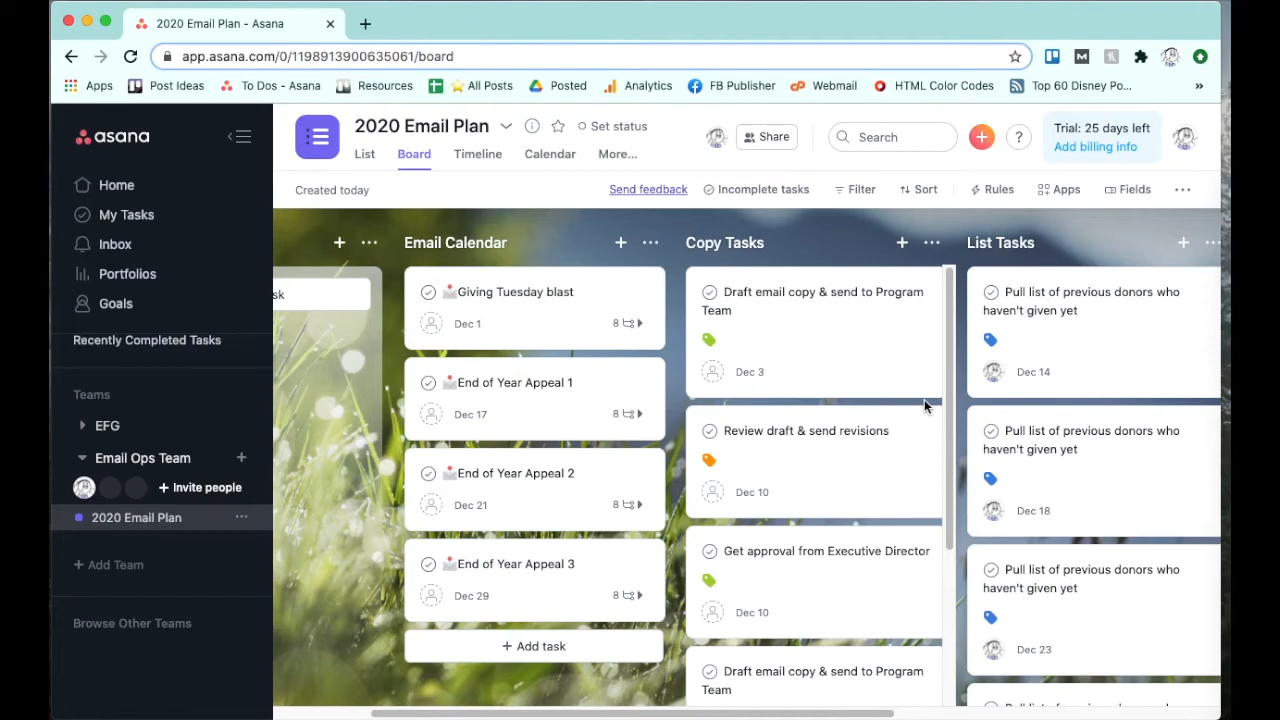 2020 Email Plan - Asana
app.asana.com/0/1198913900635061/board
Apps
Post Ideas
To Dos - Asana
Resources
All Posts
Posted
Analytics
FB Publisher
Webmail
HTML Color Codes
Top 60 Disney Po...
»
asana
Home
My Tasks
Inbox
Portfolios
Goals
Recently Completed Tasks
Teams
EFG
Email Ops Team
+ Invite people
2020 Email Plan
+ Add Team
Browse Other Teams
2020 Email Plan
Set status
Share
Search
?
Trial: 25 days left
Add billing info
List
Board
Timeline
Calendar
More...
Created today
Send feedback
Incomplete tasks
Filter
Sort
Rules
Apps
Fields
sk
Email Calendar
Giving Tuesday blast
Dec 1
8
End of Year Appeal 1
Dec 17
8
End of Year Appeal 2
Dec 21
8
End of Year Appeal 3
Dec 29
8
+ Add task
Copy Tasks
Draft email copy & send to Program
Team
Dec 3
Review draft & send revisions
Dec 10
Get approval from Executive Director
Dec 10
Draft email copy & send to Program
Team
List Tasks
Pull list of previous donors who
haven't given yet
Dec 14
Pull list of previous donors who
haven't given yet
Dec 18
Pull list of previous donors who
haven't given yet
Dec 23